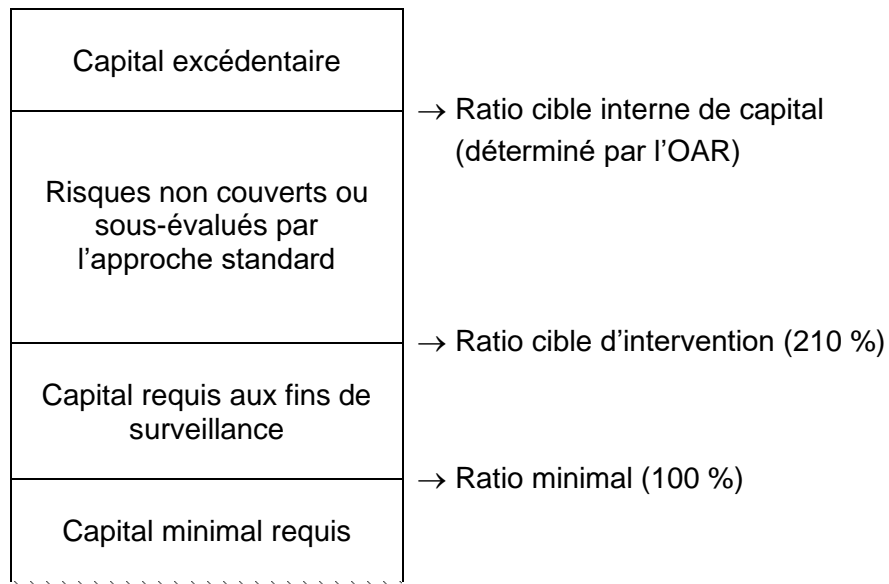 Capital excédentaire
→ Ratio cible interne de capital
(déterminé par l’OAR)
Risques non couverts ou
sous-évalués par
l’approche standard
→ Ratio cible d’intervention (210 %)
Capital requis aux fins de
surveillance
→ Ratio minimal (100 %)
Capital minimal requis